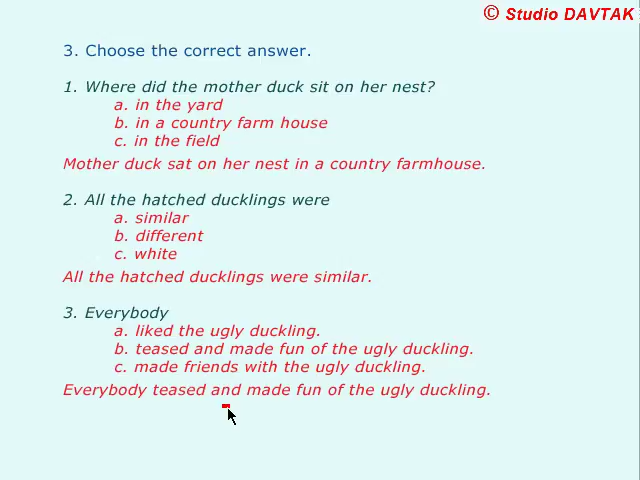 © Studio DAVTAK
3. Choose the correct answer.
1. Where did the mother duck sit on her nest?
a. in the yard
b. in a country farm house
c. in the field
Mother duck sat on her nest in a country farmhouse.
2. All the hatched ducklings were
a. similar
b. different
c. white
All the hatched ducklings were similar.
3. Everybody
a. liked the ugly duckling.
b. teased and made fun of the ugly duckling.
c. made friends with the ugly duckling.
Everybody teased and made fun of the ugly duckling.